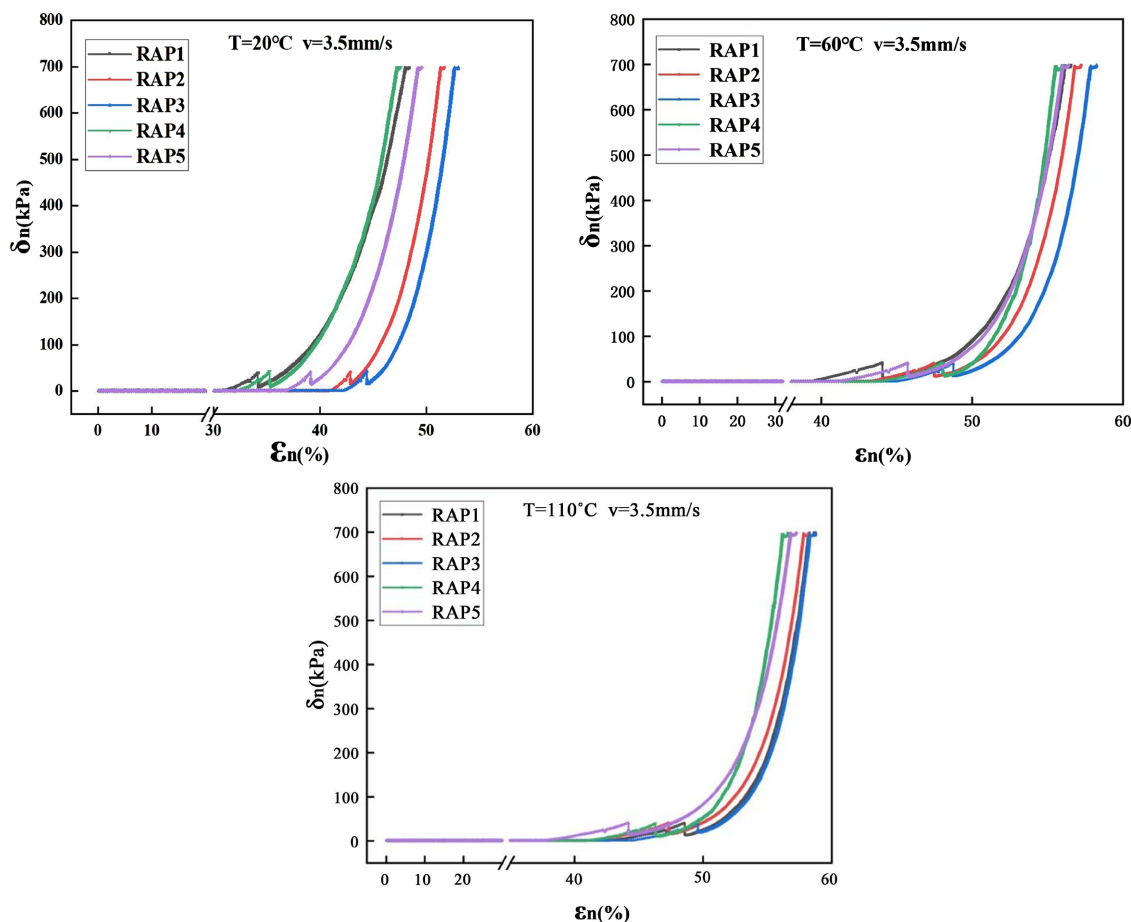 800
700
600
500
400
300
200
100
0
δn(kPa)
T=20℃ v=3.5mm/s
RAP1
RAP2
RAP3
RAP4
RAP5
0 10 20 30 40 50 60
εn(%)
800
700
600
500
400
300
200
100
0
δn(kPa)
T=60℃ v=3.5mm/s
RAP1
RAP2
RAP3
RAP4
RAP5
0 10 20 30 40 50 60
εn(%)
800
700
600
500
400
300
200
100
0
δn(kPa)
T=110°C v=3.5mm/s
RAP1
RAP2
RAP3
RAP4
RAP5
0 10 20 40 50 60
εn(%)